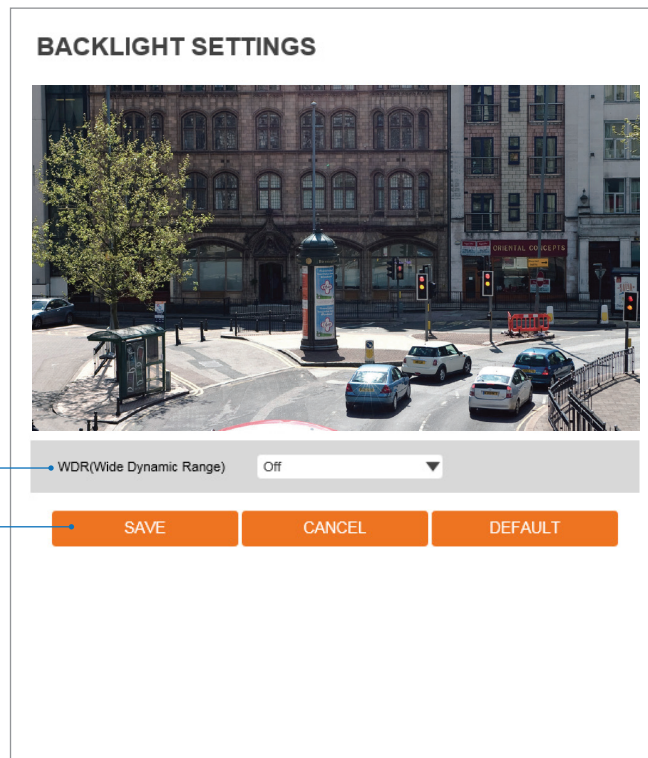 BACKLIGHT SETTINGS
ORIENTAL CONCEPTS
WDR(Wide Dynamic Range) Off
SAVE CANCEL DEFAULT